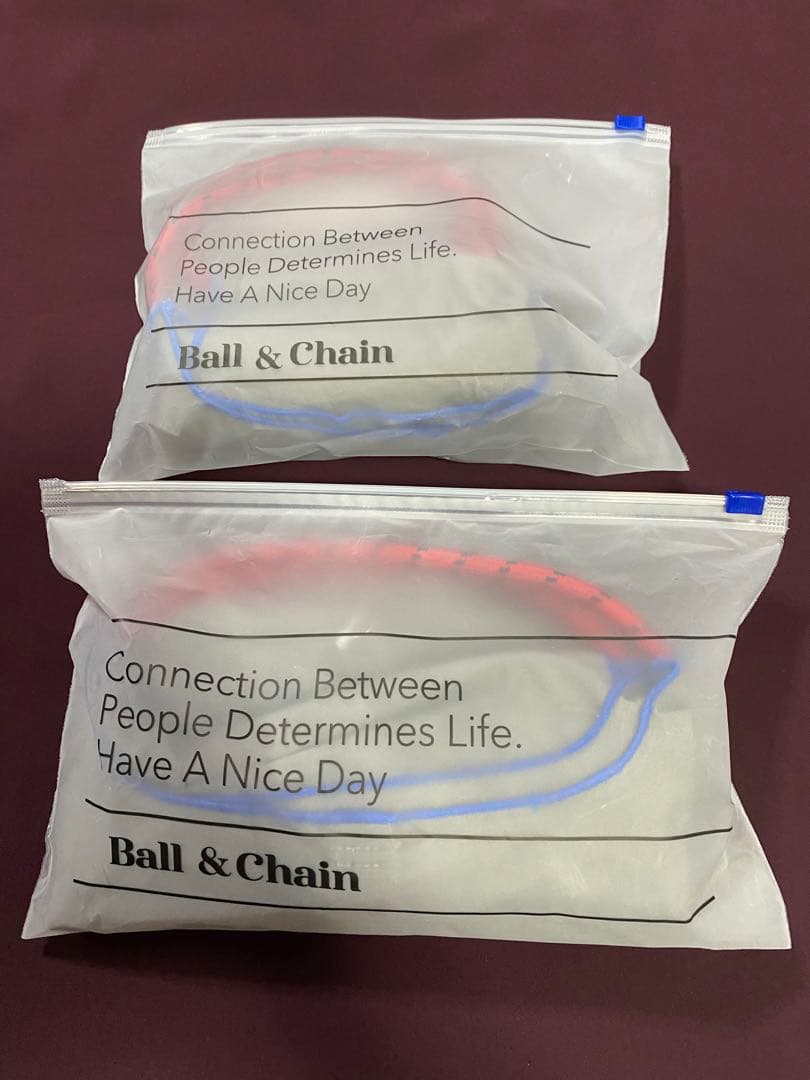 Connection Between
People Determines Life.
Have A Nice Day
Ball & Chain
Connection Between
People Determines Life.
Have A Nice Day
Ball & Chain